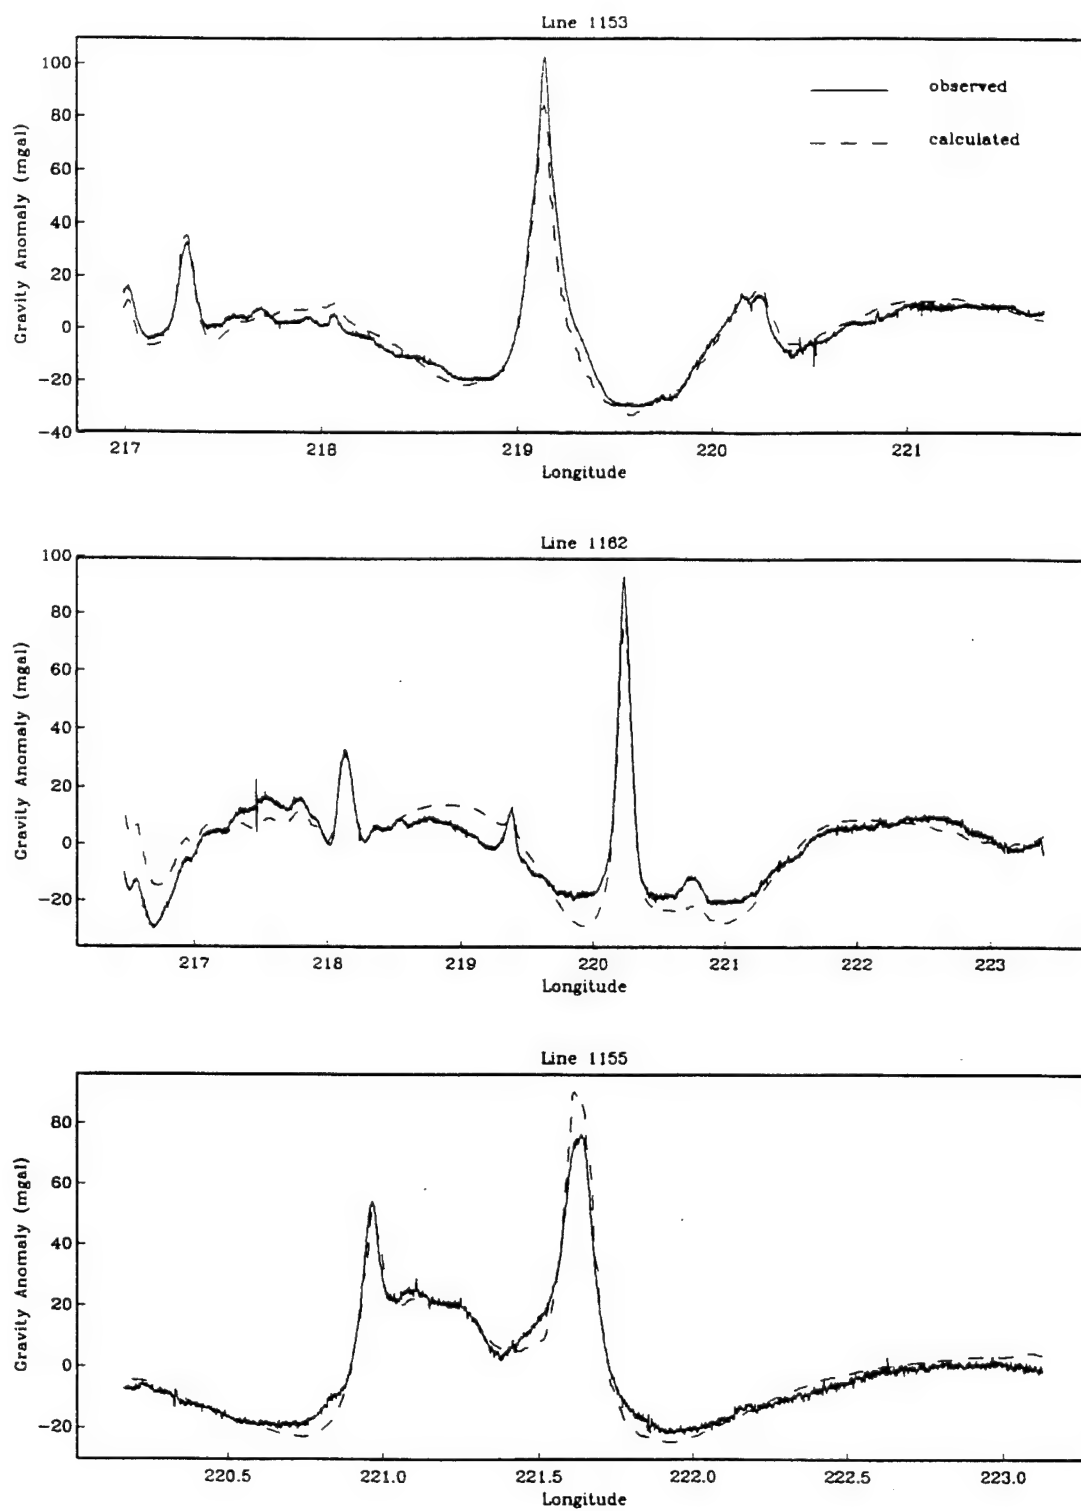 Line 1153
Gravity Anomaly (mgal)
100
80
60
40
20
0
−20
−40
observed
calculated
217 218 219 220 221
Longitude
Line 1162
Gravity Anomaly (mgal)
100
80
60
40
20
0
−20
217 218 219 220 221 222 223
Longitude
Line 1155
Gravity Anomaly (mgal)
80
60
40
20
0
−20
220.5 221.0 221.5 222.0 222.5 223.0
Longitude